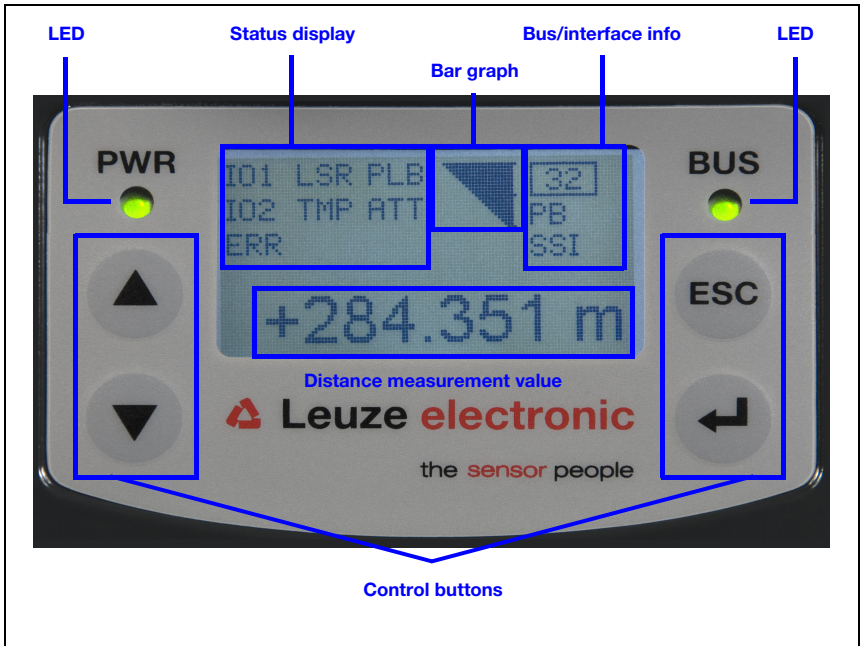 LED Status display Bus/interface info LED
Bar graph
PWR BUS
IO1 LSR PLB 32
IO2 TMP ATT PB
ERR SSI
ESC
+284.351 m
Distance measurement value
Leuze electronic
the sensor people
Control buttons